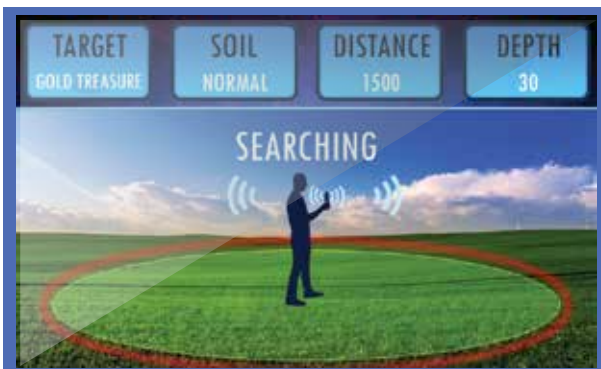 TARGET
GOLD TREASURE
SOIL
NORMAL
DISTANCE
1500
DEPTH
30
SEARCHING